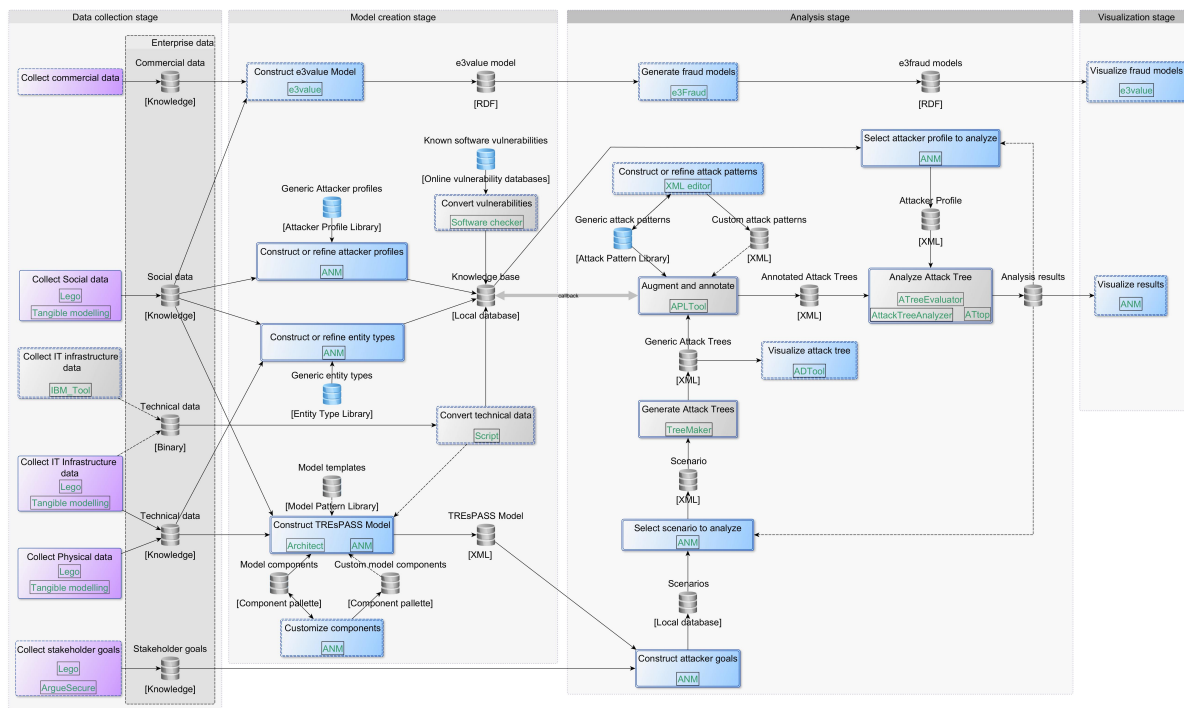 Data collection stage
Model creation stage
Analysis stage
Visualization stage
Enterprise data
Collect commercial data
Commercial data
[Knowledge]
Construct e3value Model
e3value
e3value model
[RDF]
Generate fraud models
e3Fraud
e3fraud models
[RDF]
Visualize fraud models
e3value
Known software vulnerabilities
[Online vulnerability databases]
Convert vulnerabilities
Software checker
Select attacker profile to analyze
ANM
Attacker Profile
[XML]
Construct or refine attack patterns
XML editor
Generic attack patterns
[Attack Pattern Library]
Custom attack patterns
[XML]
Generic Attacker profiles
[Attacker Profile Library]
Construct or refine attacker profiles
ANM
Collect Social data
Lego
Tangible modelling
Social data
[Knowledge]
Knowledge base
[Local database]
callback
Augment and annotate
APLTool
Annotated Attack Trees
[XML]
Analyze Attack Tree
ATreeEvaluator
AttackTreeAnalyzer
ATtop
Analysis results
[XML]
Visualize results
ANM
Construct or refine entity types
ANM
Generic entity types
[Entity Type Library]
Generic Attack Trees
[XML]
Visualize attack tree
ADTool
Collect IT infrastructure
data
IBM_Tool
Technical data
[Binary]
Convert technical data
Script
Generate Attack Trees
TreeMaker
Collect IT Infrastructure
data
Lego
Tangible modelling
Model templates
[Model Pattern Library]
Scenario
[XML]
Technical data
[Knowledge]
Construct TREsPASS Model
Architect
ANM
TREsPASS Model
[XML]
Select scenario to analyze
ANM
Collect Physical data
Lego
Tangible modelling
Model components
[Component pallette]
Custom model components
[Component pallette]
Scenarios
[Local database]
Customize components
ANM
Collect stakeholder goals
Lego
ArgueSecure
Stakeholder goals
[Knowledge]
Construct attacker goals
ANM